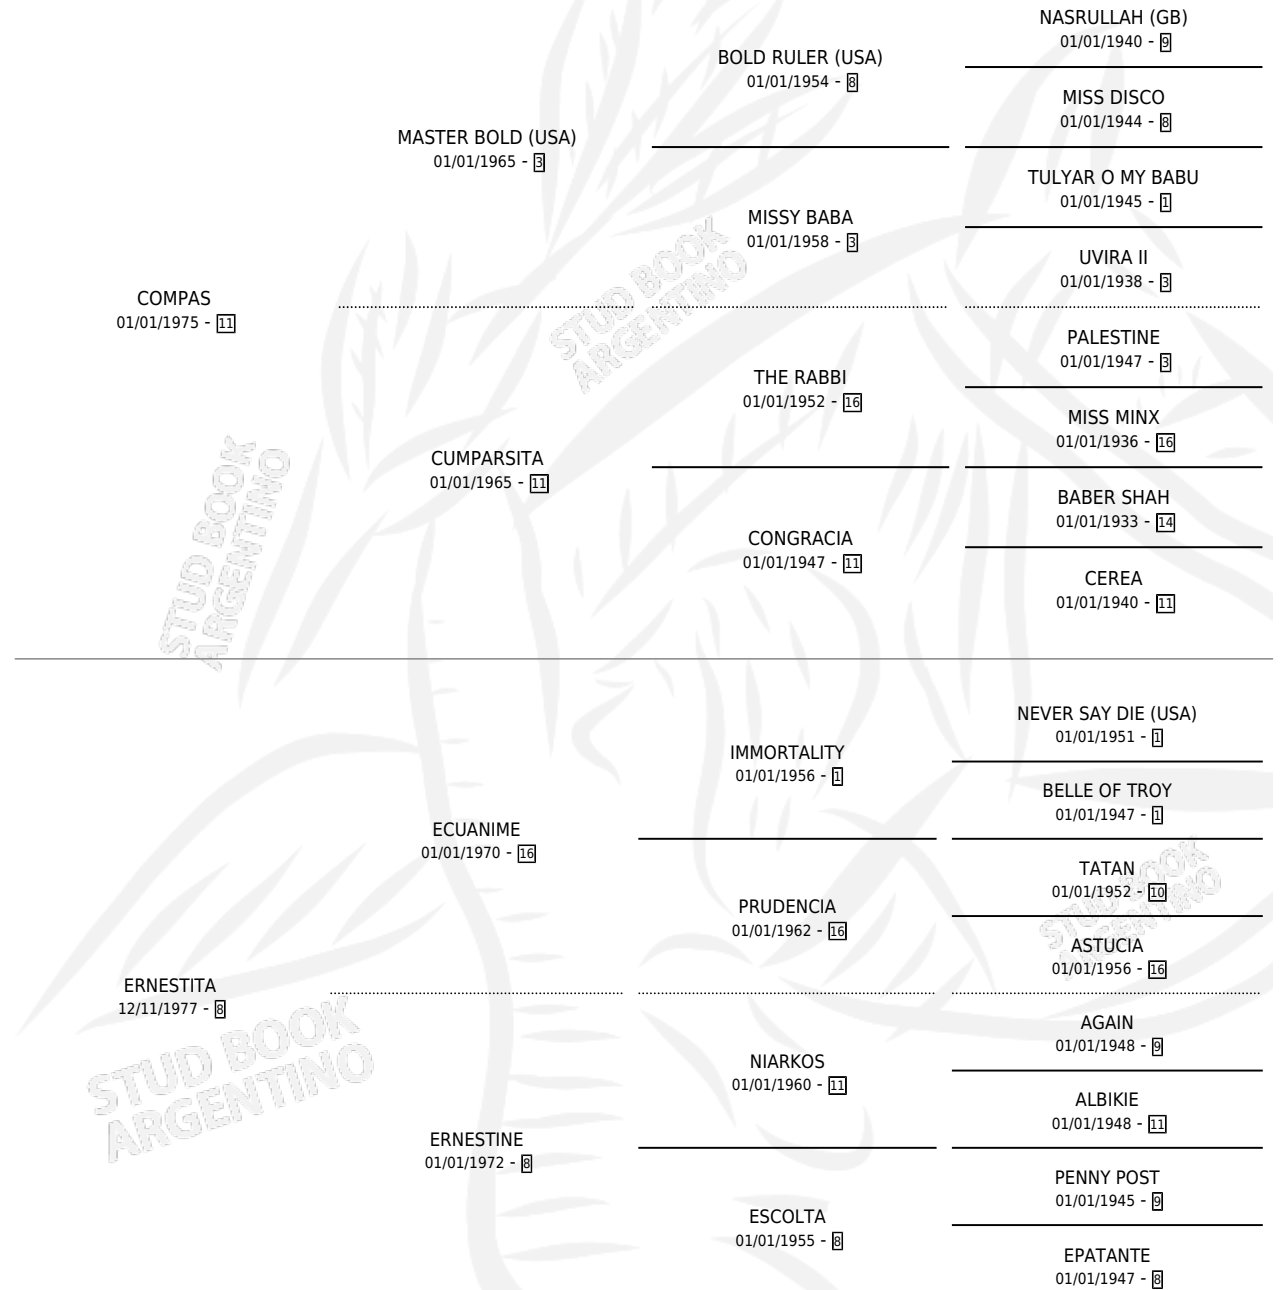 NASRULLAH (GB)
01/01/1940 - 9
BOLD RULER (USA)
01/01/1954 - 8
MISS DISCO
01/01/1944 - 8
MASTER BOLD (USA)
01/01/1965 - 3
TULYAR O MY BABU
01/01/1945 - 1
MISSY BABA
01/01/1958 - 3
UVIRA II
01/01/1938 - 3
COMPAS
01/01/1975 - 11
PALESTINE
01/01/1947 - 3
THE RABBI
01/01/1952 - 16
MISS MINX
01/01/1936 - 16
CUMPARSITA
01/01/1965 - 11
BABER SHAH
01/01/1933 - 14
CONGRACIA
01/01/1947 - 11
CEREA
01/01/1940 - 11
STUD BOOK
ARGENTINO
STUD BOOK
ARGENTINO
NEVER SAY DIE (USA)
01/01/1951 - 1
IMMORTALITY
01/01/1956 - 1
BELLE OF TROY
01/01/1947 - 1
ECUANIME
01/01/1970 - 16
TATAN
01/01/1952 - 10
PRUDENCIA
01/01/1962 - 16
ASTUCIA
01/01/1956 - 16
STUD BOOK
ARGENTINO
ERNESTITA
12/11/1977 - 8
AGAIN
01/01/1948 - 9
NIARKOS
01/01/1960 - 11
ALBIKIE
01/01/1948 - 11
STUD BOOK
ARGENTINO
ERNESTINE
01/01/1972 - 8
PENNY POST
01/01/1945 - 9
ESCOLTA
01/01/1955 - 8
EPATANTE
01/01/1947 - 8